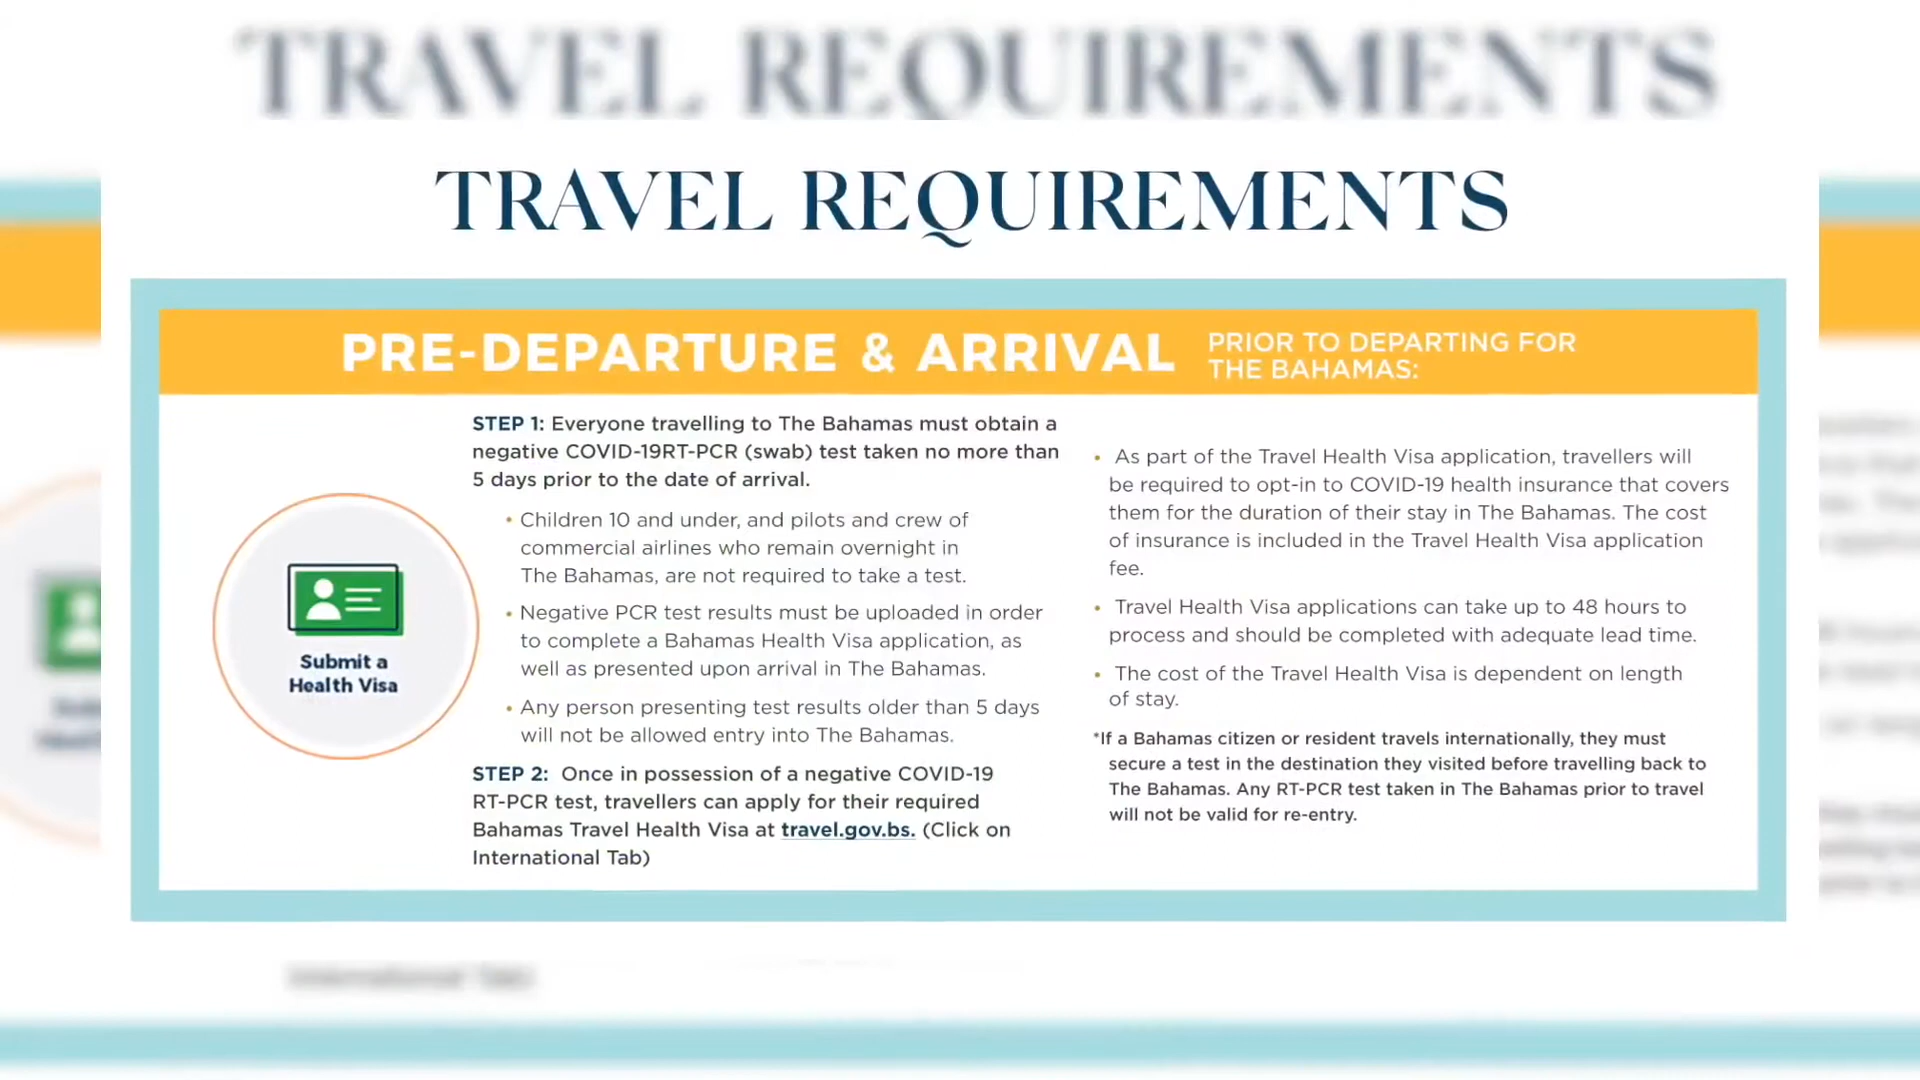 TRAVEL REQUIREMENTS
TRAVEL REQUIREMENTS
PRE-DEPARTURE & ARRIVAL
PRIOR TO DEPARTING FOR
THE BAHAMAS:
Submit a
Health Visa
STEP 1: Everyone travelling to The Bahamas must obtain a
negative COVID-19RT-PCR (swab) test taken no more than
5 days prior to the date of arrival.
• Children 10 and under, and pilots and crew of
commercial airlines who remain overnight in
The Bahamas, are not required to take a test.
• Negative PCR test results must be uploaded in order
to complete a Bahamas Health Visa application, as
well as presented upon arrival in The Bahamas.
• Any person presenting test results older than 5 days
will not be allowed entry into The Bahamas.
STEP 2: Once in possession of a negative COVID-19
RT-PCR test, travellers can apply for their required
Bahamas Travel Health Visa at travel.gov.bs. (Click on
International Tab)
• As part of the Travel Health Visa application, travellers will
be required to opt-in to COVID-19 health insurance that covers
them for the duration of their stay in The Bahamas. The cost
of insurance is included in the Travel Health Visa application
fee.
• Travel Health Visa applications can take up to 48 hours to
process and should be completed with adequate lead time.
• The cost of the Travel Health Visa is dependent on length
of stay.
*If a Bahamas citizen or resident travels internationally, they must
secure a test in the destination they visited before travelling back to
The Bahamas. Any RT-PCR test taken in The Bahamas prior to travel
will not be valid for re-entry.
International Tab)